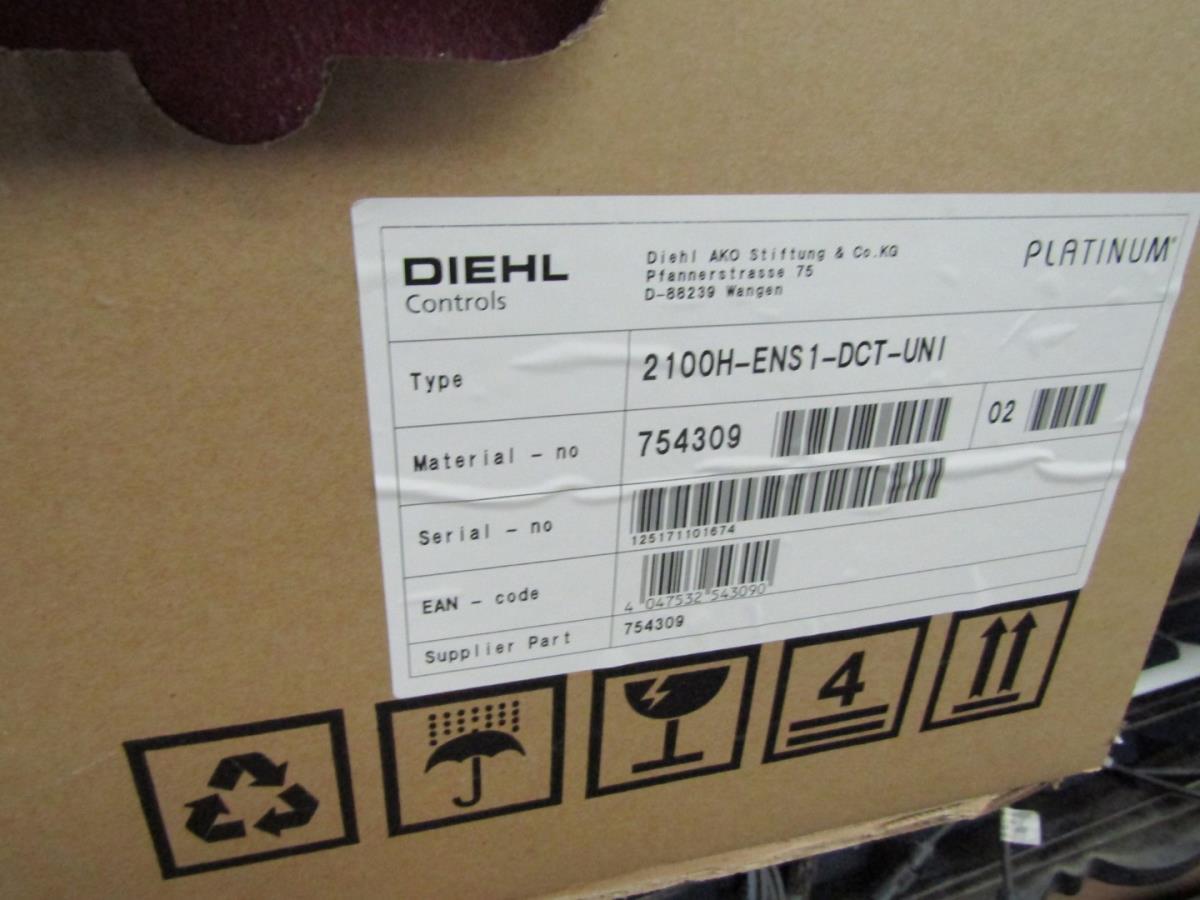 DIEHL
Controls
Diehl AKO Stiftung & Co.KG
Pfannerstrasse 75
D-88239 Wangen
PLATINUM®
Type 2100H-ENS1-DCT-UNI
Material - no 754309 02
Serial - no
125171101674
EAN - code
4 047532 543090
Supplier Part 754309
4